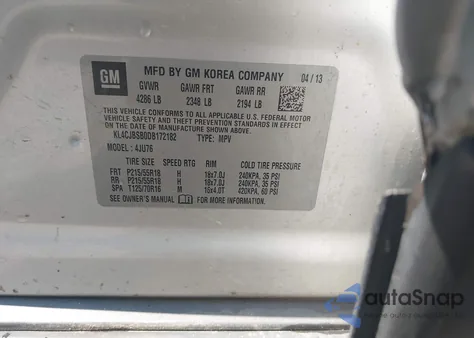 GM
MFD BY GM KOREA COMPANY 04 / 13
GVWR GAWR FRT GAWR RR
4286 LB 2348 LB 2194 LB
THIS VEHICLE CONFORMS TO ALL APPLICABLE U.S. FEDERAL MOTOR
VEHICLE SAFETY AND THEFT PREVENTION STANDARDS IN EFFECT
ON THE DATE OF MANUFACTURE SHOWN ABOVE.
KL4CJBSB0DB172182 TYPE: MPV
MODEL : 4JU76
TIRE SIZE SPEED RTG RIM COLD TIRE PRESSURE
FRT P215/55R18 H 18x7.0J 240KPA, 35 PSI
RR P215/55R18 H 18x7.0J 240KPA, 35 PSI
SPA T125/70R16 M 16x4.0T 420KPA, 60 PSI
SEE OWNER'S MANUAL FOR MORE INFORMATION.
autoSnap